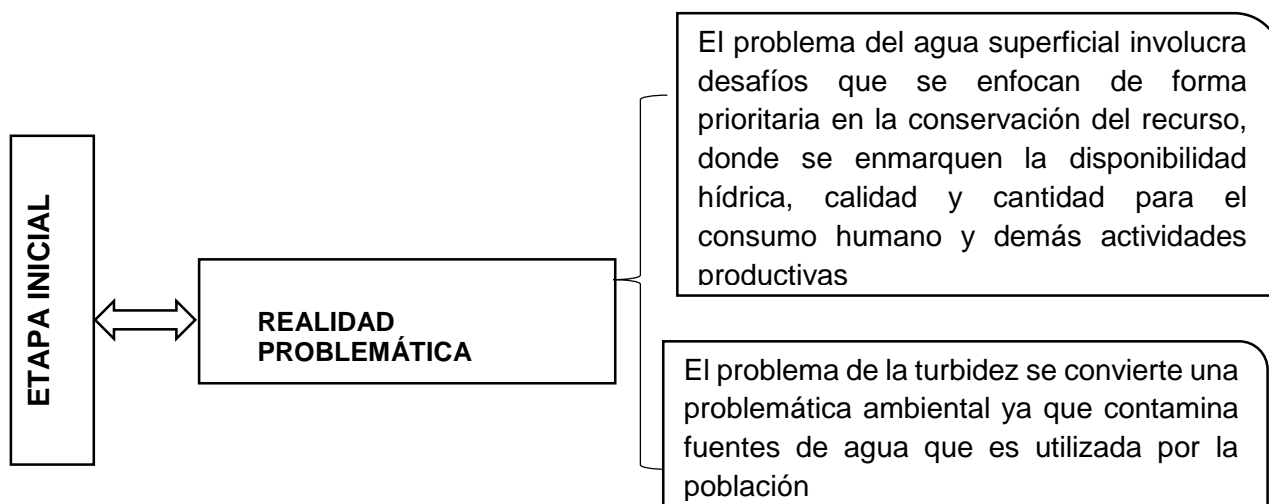 ETAPA INICIAL
REALIDAD
PROBLEMÁTICA
El problema del agua superficial involucra
desafíos que se enfocan de forma
prioritaria en la conservación del recurso,
donde se enmarquen la disponibilidad
hídrica, calidad y cantidad para el
consumo humano y demás actividades
productivas
El problema de la turbidez se convierte una
problemática ambiental ya que contamina
fuentes de agua que es utilizada por la
población